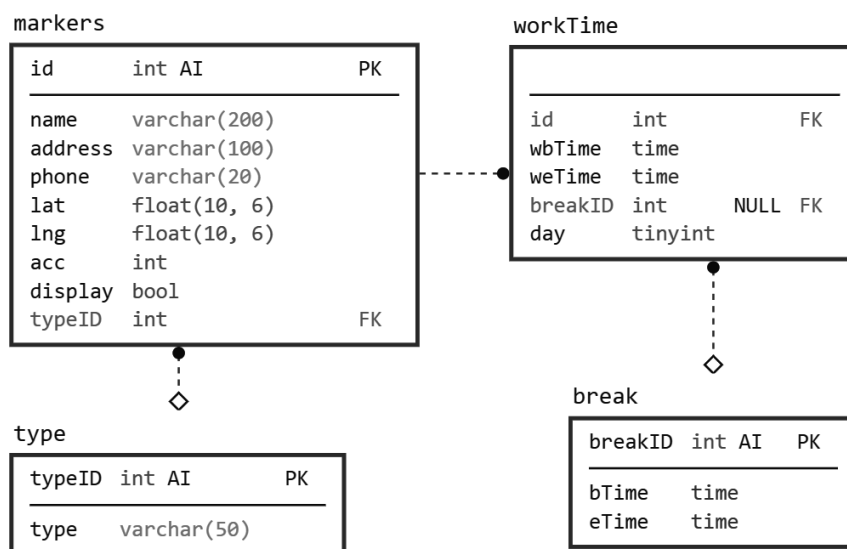 markers
id int AI PK
name varchar(200)
address varchar(100)
phone varchar(20)
lat float(10, 6)
lng float(10, 6)
acc int
display bool
typeID int FK
workTime
id int FK
wbTime time
weTime time
breakID int NULL FK
day tinyint
type
typeID int AI PK
type varchar(50)
break
breakID int AI PK
bTime time
eTime time